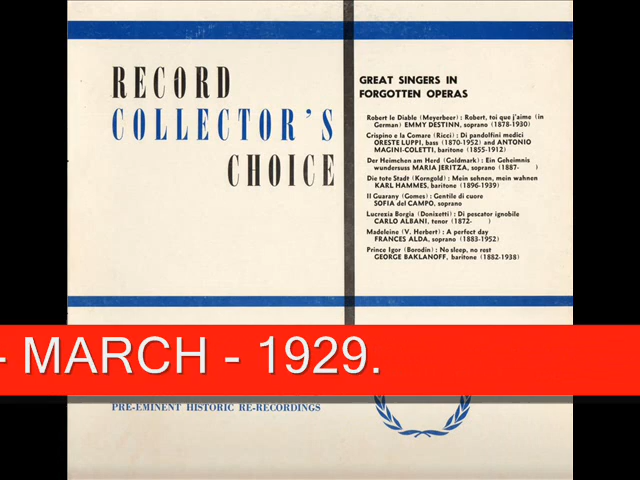 RECORD
COLLECTOR'S
CHOICE
GREAT SINGERS IN
FORGOTTEN OPERAS
Robert le Diable (Meyerbeer) : Robert, toi que j'aime (in
German) EMMY DESTINN, soprano (1878-1930)
Crispino e la Comare (Ricci) : Di pandolfini medici
ORESTE LUPPI, bass (1870-1952) and ANTONIO
MAGINI-COLETTI, baritone (1855-1912)
Der Heimchen am Herd (Goldmark) : Ein Geheimnis
wundersuss MARIA JERITZA, soprano (1887- )
Die tote Stadt (Korngold) : Mein sehnen, mein wahnen
KARL HAMMES, baritone (1896-1939)
Il Guarany (Gomes) : Gentile di cuore
SOFIA del CAMPO, soprano
Lucrezia Borgia (Donizetti) : Di pescator ignobile
CARLO ALBANI, tenor (1872- )
Madeleine (V. Herbert) : A perfect day
FRANCES ALDA, soprano (1883-1952)
Prince Igor (Borodin) : No sleep, no rest
GEORGE BAKLANOFF, baritone (1882-1938)
- MARCH - 1929.
PRE-EMINENT HISTORIC RE-RECORDINGS